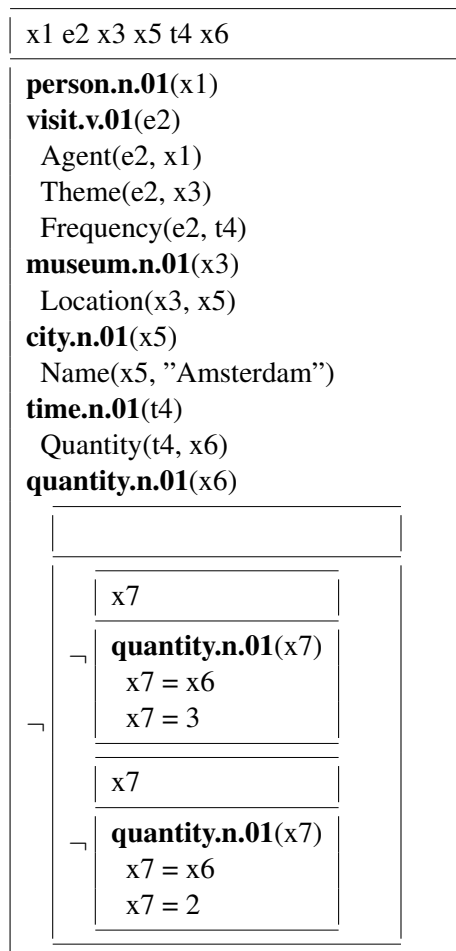 x1 e2 x3 x5 t4 x6
person.n.01(x1)
visit.v.01(e2)
Agent(e2, x1)
Theme(e2, x3)
Frequency(e2, t4)
museum.n.01(x3)
Location(x3, x5)
city.n.01(x5)
Name(x5, ”Amsterdam”)
time.n.01(t4)
Quantity(t4, x6)
quantity.n.01(x6)
x7
¬ quantity.n.01(x7)
x7 = x6
x7 = 3
¬
x7
¬ quantity.n.01(x7)
x7 = x6
x7 = 2